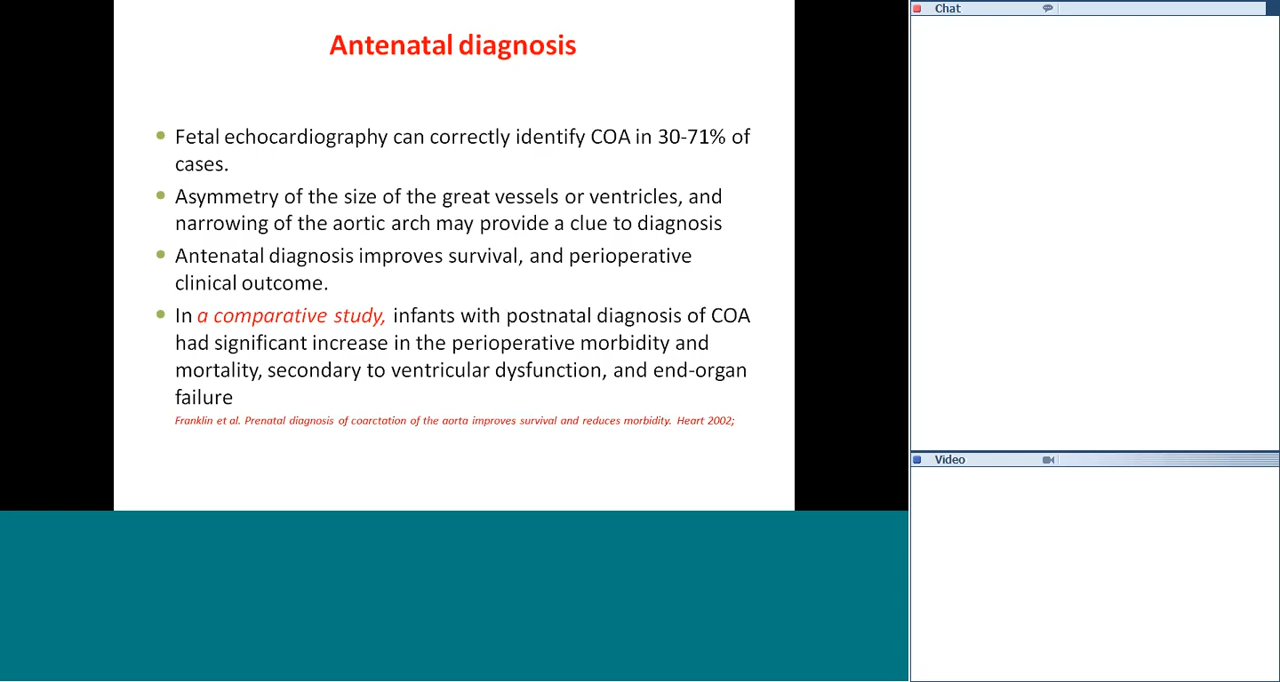 Antenatal diagnosis
Fetal echocardiography can correctly identify COA in 30-71% of
cases.
Asymmetry of the size of the great vessels or ventricles, and
narrowing of the aortic arch may provide a clue to diagnosis
Antenatal diagnosis improves survival, and perioperative
clinical outcome.
In a comparative study, infants with postnatal diagnosis of COA
had significant increase in the perioperative morbidity and
mortality, secondary to ventricular dysfunction, and end-organ
failure
Franklin et al. Prenatal diagnosis of coarctation of the aorta improves survival and reduces morbidity. Heart 2002;
Chat
Video